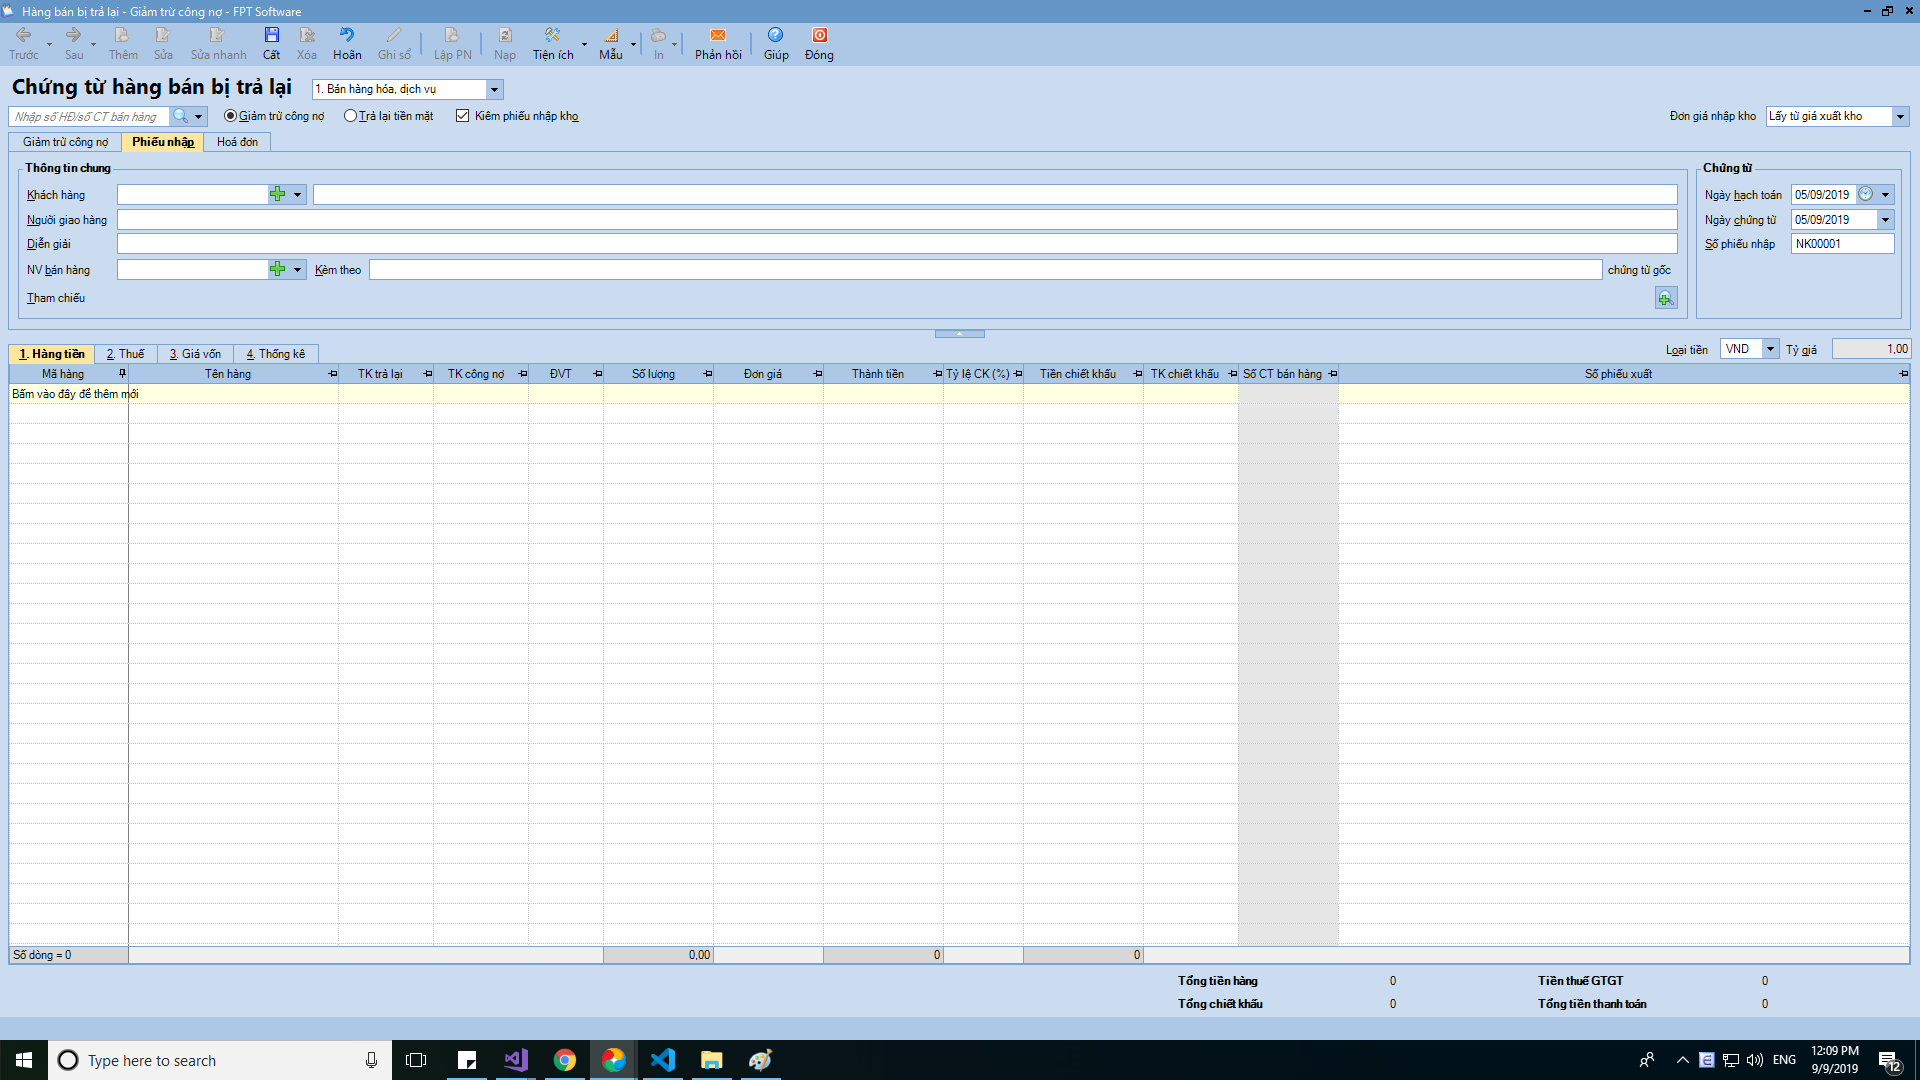 Hàng bán bị trả lại - Giảm trừ công nợ - FPT Software
Trước Sau Thêm Sửa Sửa nhanh Cất Xóa Hoãn Ghi sổ Lập PN Nạp Tiện ích Mẫu In Phản hồi Giúp Đóng
Chứng từ hàng bán bị trả lại 1. Bán hàng hóa, dịch vụ
Nhập số HĐ/số CT bán hàng Giảm trừ công nợ Trả lại tiền mặt Kiêm phiếu nhập kho Đơn giá nhập kho Lấy từ giá xuất kho
Giảm trừ công nợ Phiếu nhập Hoá đơn
Thông tin chung Chứng từ
Khách hàng Ngày hạch toán 05/09/2019
Người giao hàng Ngày chứng từ 05/09/2019
Diễn giải Số phiếu nhập NK00001
NV bán hàng Kèm theo chứng từ gốc
Tham chiếu
1. Hàng tiền 2. Thuế 3. Giá vốn 4. Thống kê Loại tiền VND Tỷ giá 1,00
Mã hàng Tên hàng TK trả lại TK công nợ ĐVT Số lượng Đơn giá Thành tiền Tỷ lệ CK (%) Tiền chiết khấu TK chiết khấu Số CT bán hàng Số phiếu xuất
Bấm vào đây để thêm mới
Số dòng = 0 0,00 0 0
Tổng tiền hàng 0 Tiền thuế GTGT 0
Tổng chiết khấu 0 Tổng tiền thanh toán 0
Type here to search ENG 12:09 PM
9/9/2019 12